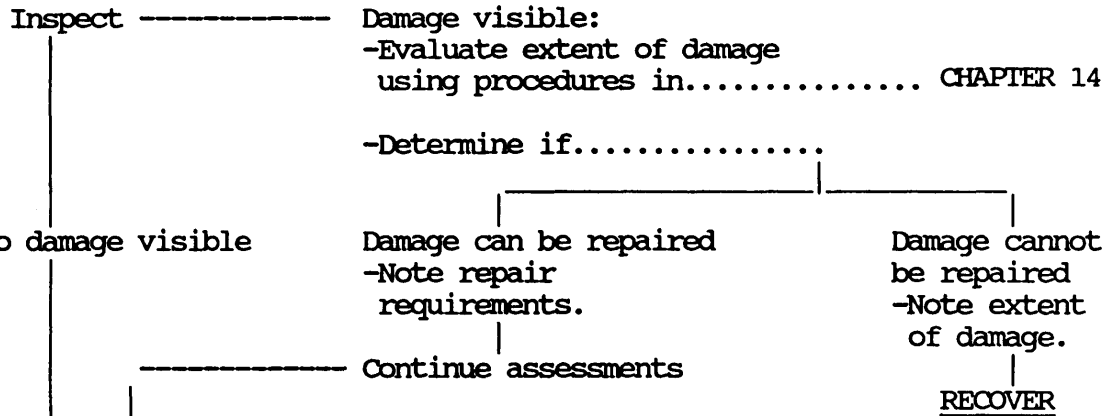 Inspect Damage visible:
-Evaluate extent of damage
using procedures in............... CHAPTER 14
-Determine if................
o damage visible Damage can be repaired Damage cannot
-Note repair be repaired
requirements. -Note extent
of damage.
Continue assessments
RECOVER